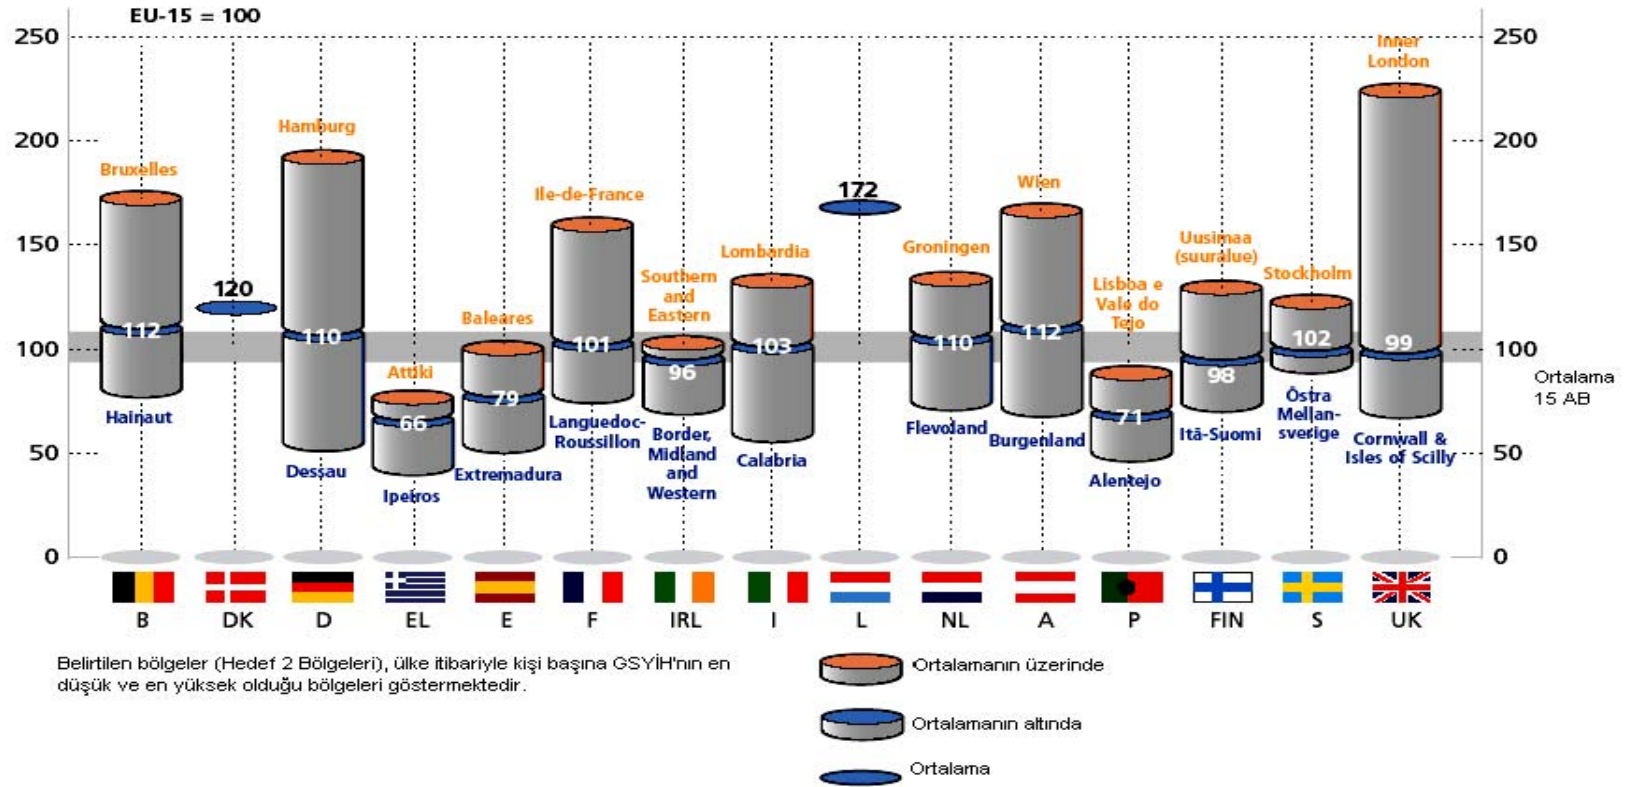 EU-15 = 100
250
200
150
100
50
0
250
200
150
100
50
0
Ortalama
15 AB
Bruxelles
112
Hainaut
120
Hamburg
110
Dessau
Attiki
66
Ipeiros
Baleares
79
Extremadura
Ile-de-France
101
Languedoc-
Roussillon
Southern
and
Eastern
96
Border,
Midland
and
Western
Lombardia
103
Calabria
172
Groningen
110
Flevoland
Wien
112
Burgenland
Lisboa e
Vale do
Tejo
71
Alentejo
Uusimaa
(suuralue)
98
Itä-Suomi
Stockholm
102
Östra
Mellan-
sverige
Inner
London
99
Cornwall &
Isles of Scilly
B
DK
D
EL
E
F
IRL
I
L
NL
A
P
FIN
S
UK
Belirtilen bölgeler (Hedef 2 Bölgeleri), ülke itibariyle kişi başına GSYİH'nın en
düşük ve en yüksek olduğu bölgeleri göstermektedir.
Ortalamanın üzerinde
Ortalamanın altında
Ortalama